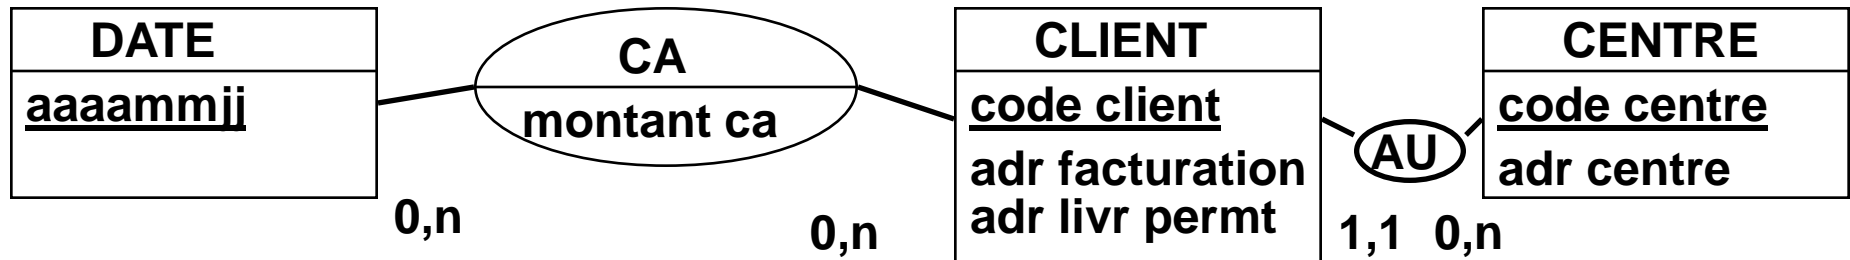 DATE
aaaammjj
CA
montant ca
0,n
0,n
CLIENT
code client
adr facturation
adr livr permt
AU
1,1
0,n
CENTRE
code centre
adr centre